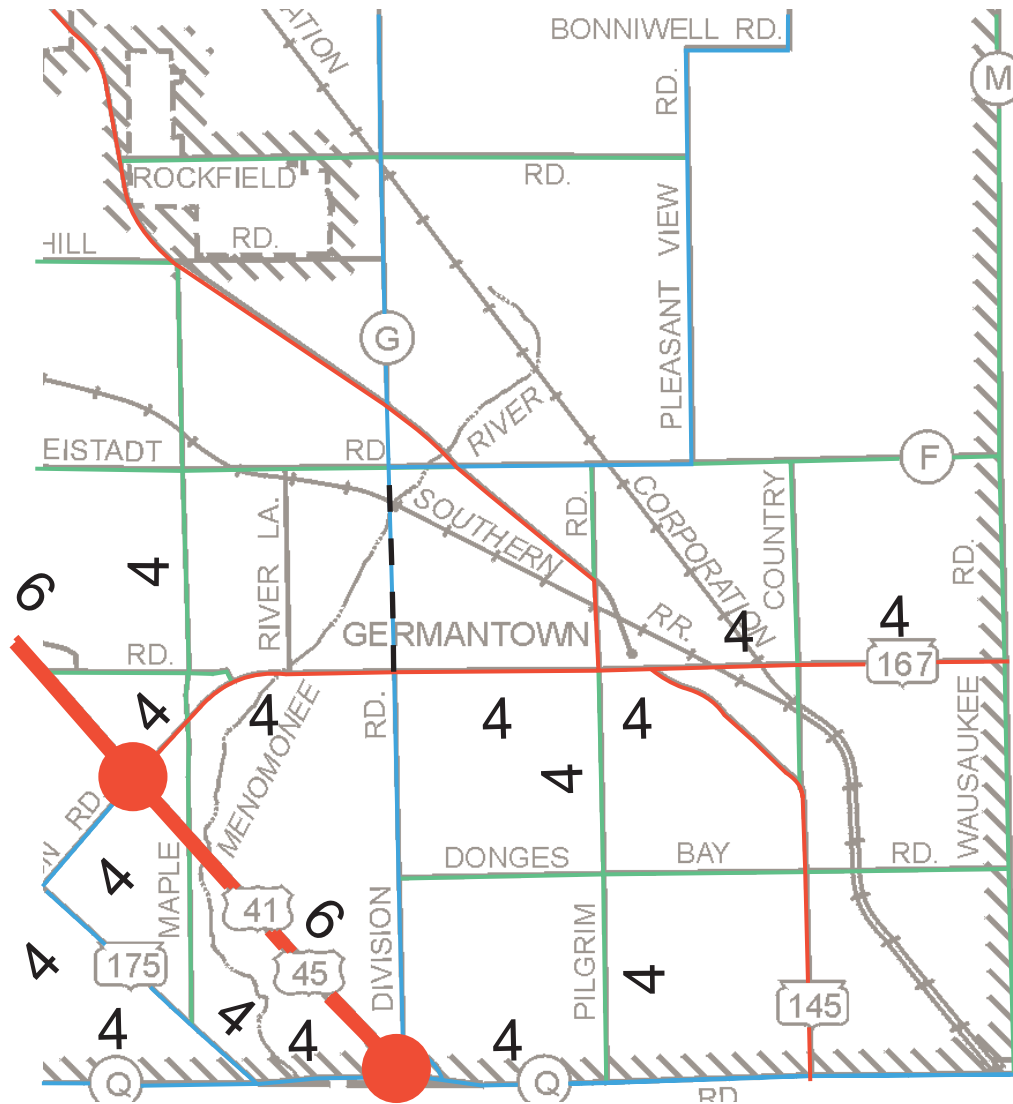 ATION
BONNIWELL RD.
M
RD.
ROCKFIELD
RD.
PLEASANT VIEW
HILL
RD.
G
RIVER
EISTADT
RD
F
SOUTHERN
RD.
CORPORATION
COUNTRY
RD.
4
RIVER LA.
6
GERMANTOWN
RR.
4
4
167
RD.
4
4
MENOMONEE
RD.
4
4
WAUSAUKEE
4
RD
DONGES BAY RD.
4
MAPLE
41
6
DIVISION
PILGRIM
4
175
45
4
145
4
4
4
4
Q
Q
RD